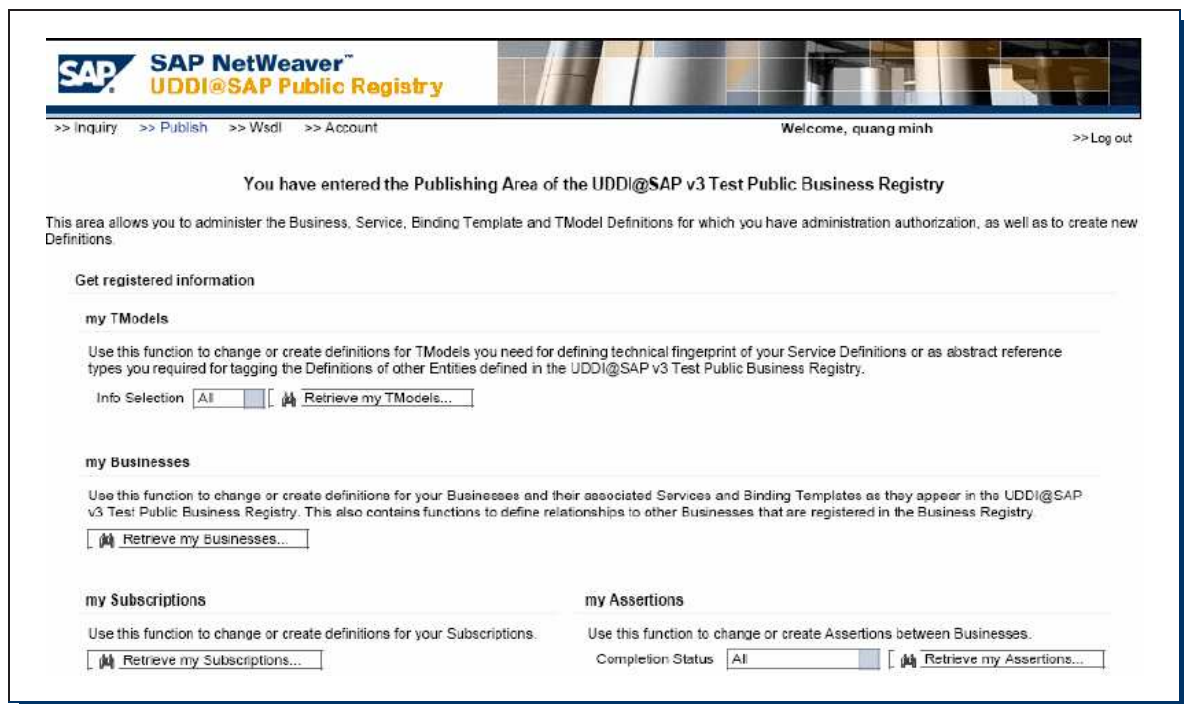 SAP
SAP NetWeaver™
UDDI@SAP Public Registry
>> Inquiry >> Publish >> Wsdl >> Account Welcome, quang minh >> Log out
You have entered the Publishing Area of the UDDI@SAP v3 Test Public Business Registry
This area allows you to administer the Business, Service, Binding Template and TModel Definitions for which you have administration authorization, as well as to create new
Definitions.
Get registered information
my TModels
Use this function to change or create definitions for TModels you need for defining technical fingerprint of your Service Definitions or as abstract reference
types you required for tagging the Definitions of other Entities defined in the UDDI@SAP v3 Test Public Business Registry.
Info Selection All Retrieve my TModels...
my Businesses
Use this function to change or create definitions for your Businesses and their associated Services and Binding Templates as they appear in the UDDI@SAP
v3 Test Public Business Registry. This also contains functions to define relationships to other Businesses that are registered in the Business Registry.
Retrieve my Businesses...
my Subscriptions
Use this function to change or create definitions for your Subscriptions.
Retrieve my Subscriptions...
my Assertions
Use this function to change or create Assertions between Businesses.
Completion Status All Retrieve my Assertions...